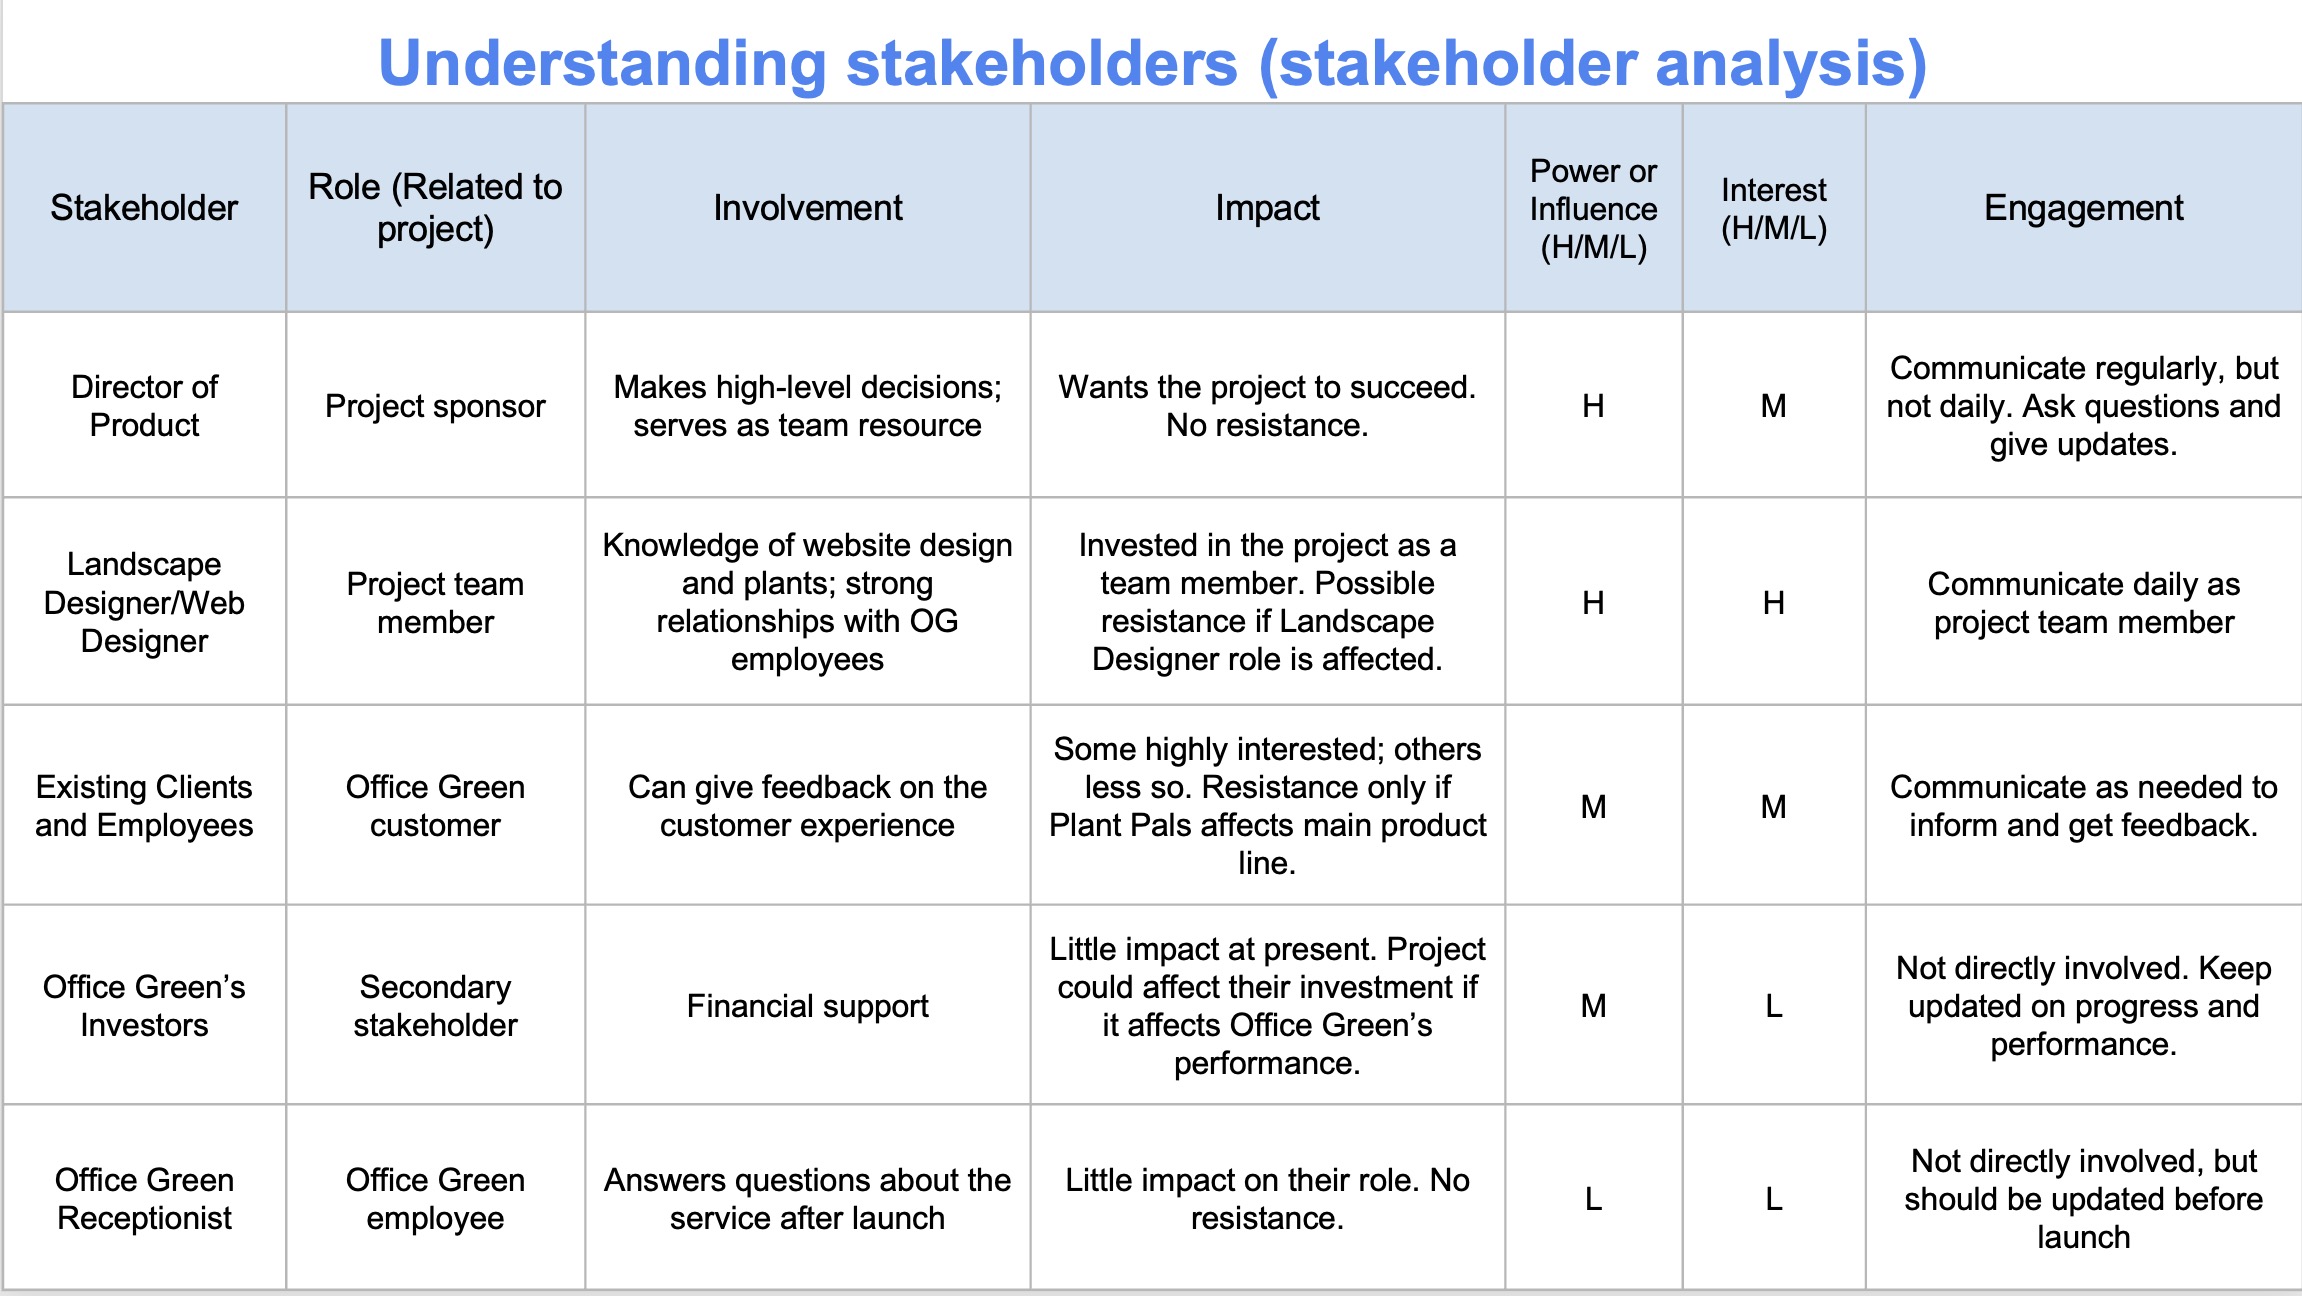 Understanding stakeholders (stakeholder analysis)
Stakeholder
Role (Related to
project)
Involvement
Impact
Power or
Influence
(H/M/L)
Interest
(H/M/L)
Engagement
Director of
Product
Project sponsor
Makes high-level decisions;
serves as team resource
Wants the project to succeed.
No resistance.
H
M
Communicate regularly, but
not daily. Ask questions and
give updates.
Landscape
Designer/Web
Designer
Project team
member
Knowledge of website design
and plants; strong
relationships with OG
employees
Invested in the project as a
team member. Possible
resistance if Landscape
Designer role is affected.
H
H
Communicate daily as
project team member
Existing Clients
and Employees
Office Green
customer
Can give feedback on the
customer experience
Some highly interested; others
less so. Resistance only if
Plant Pals affects main product
line.
M
M
Communicate as needed to
inform and get feedback.
Office Green’s
Investors
Secondary
stakeholder
Financial support
Little impact at present. Project
could affect their investment if
it affects Office Green’s
performance.
M
L
Not directly involved. Keep
updated on progress and
performance.
Office Green
Receptionist
Office Green
employee
Answers questions about the
service after launch
Little impact on their role. No
resistance.
L
L
Not directly involved, but
should be updated before
launch